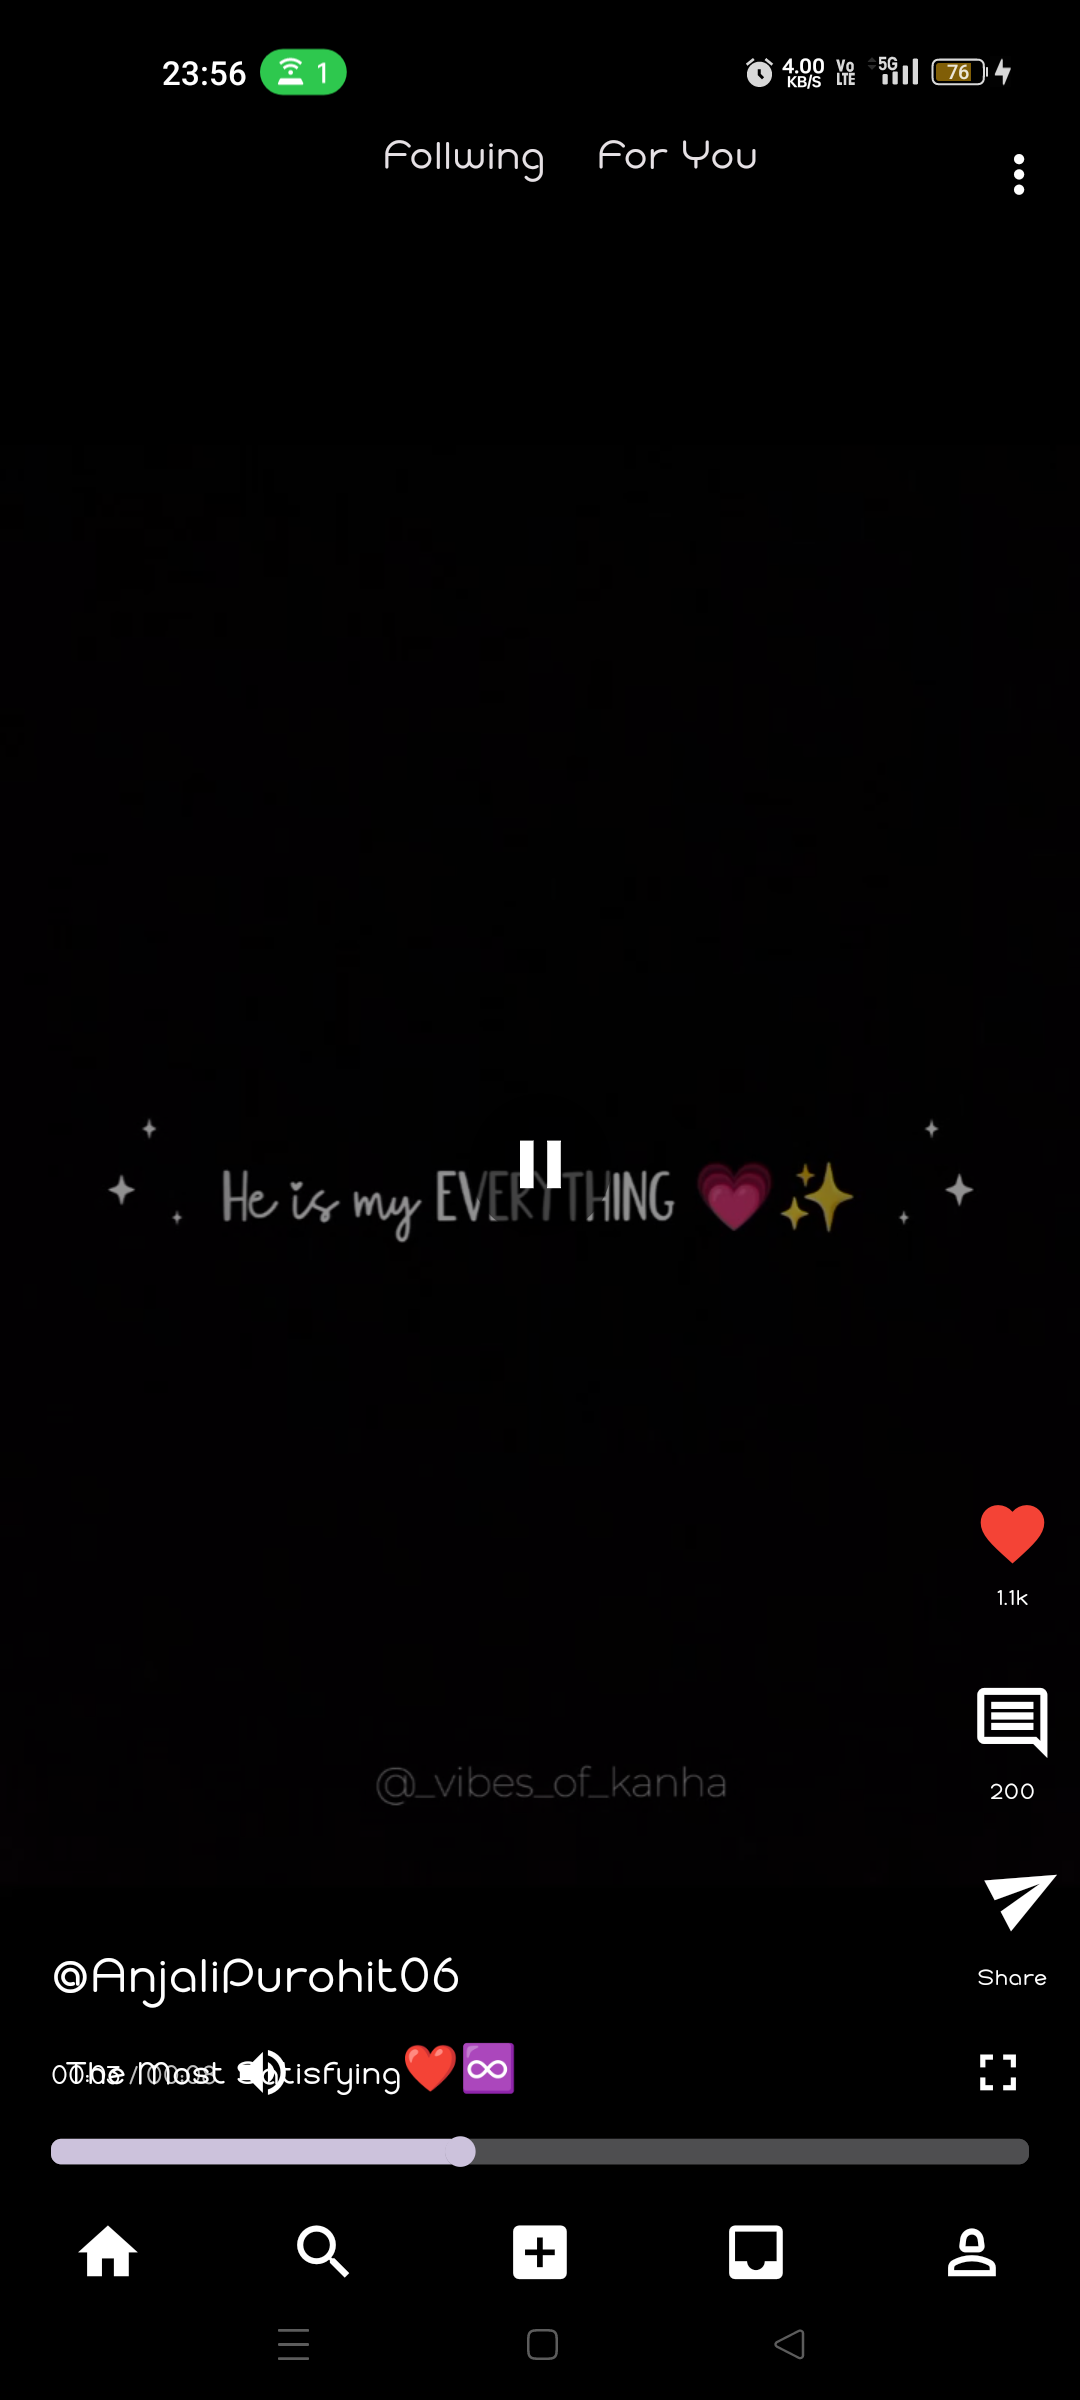 23:56 1 4.00 KB/S Vo LTE 5G 76
Follwing For You
He is my EVERYTHING 💗✨
1.1k
200
@_vibes_of_kanha
@AnjaliPurohit06
Share
00:03 / 00:08
The Most Satisfying❤️♾️